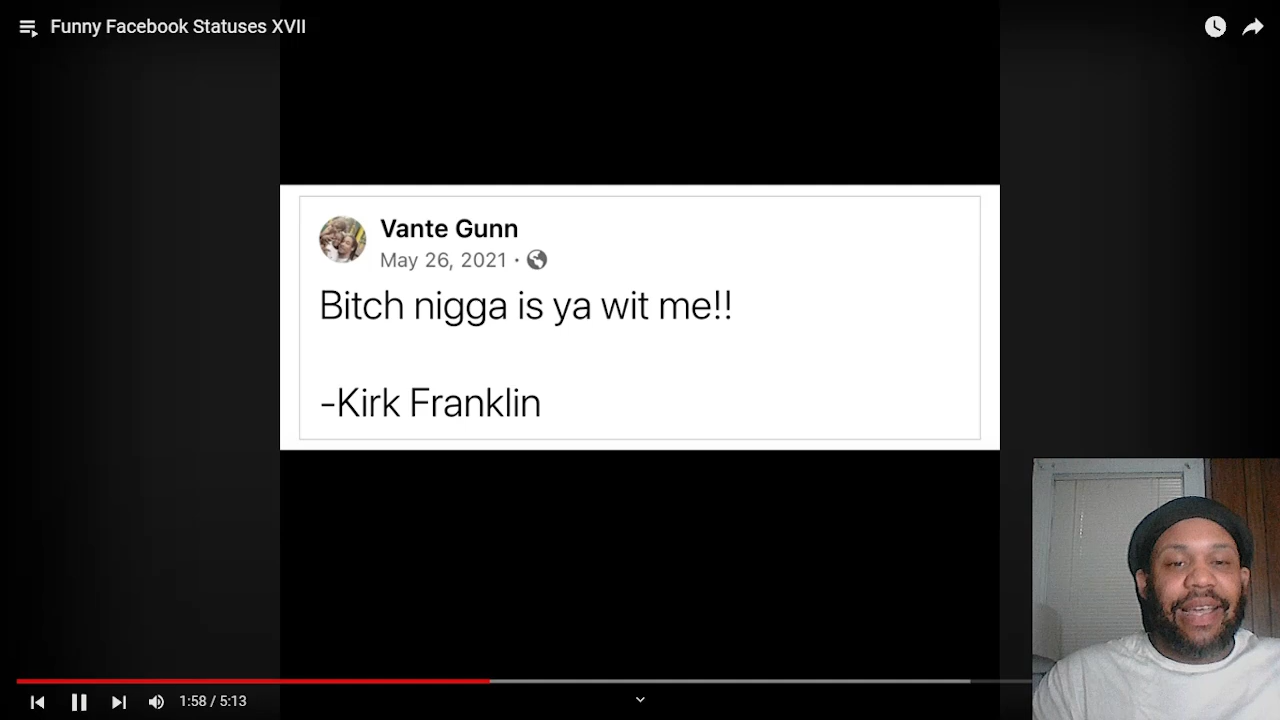 Funny Facebook Statuses XVII
Vante Gunn
May 26, 2021 ·
Bitch nigga is ya wit me!!
-Kirk Franklin
1:58 / 5:13